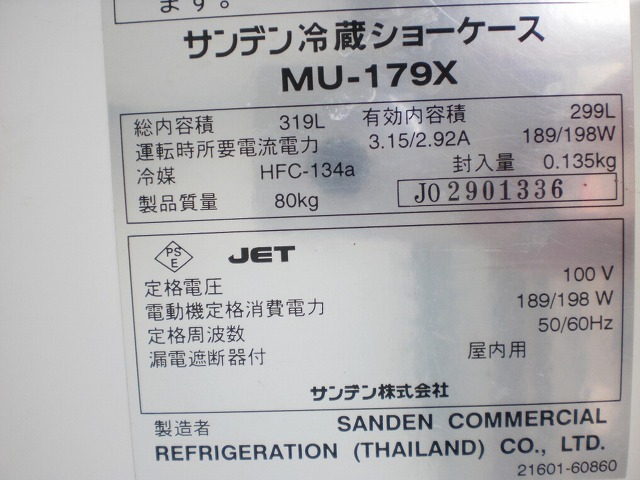 ます。
サンデン冷蔵ショーケース
MU-179X
総内容積 319L 有効内容積 299L
運転時所要電流電力 3.15/2.92A 189/198W
冷媒 HFC-134a 封入量 0.135kg
製品質量 80kg JO2901336
PS E JET
定格電圧 100 V
電動機定格消費電力 189/198 W
定格周波数 50/60Hz
漏電遮断器付 屋内用
サンデン株式会社
製造者 SANDEN COMMERCIAL
REFRIGERATION (THAILAND) CO., LTD.
21601-60860